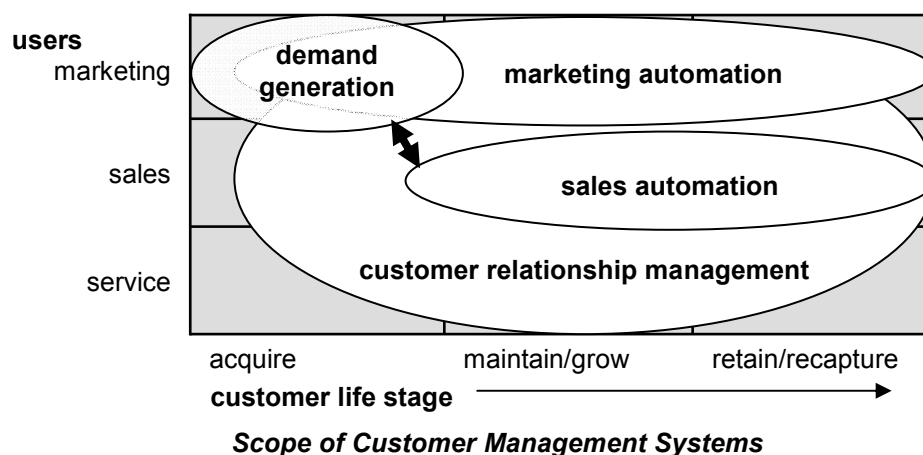 users
marketing
demand
generation
marketing automation
sales
sales automation
service
customer relationship management
acquire
maintain/grow
retain/recapture
customer life stage
Scope of Customer Management Systems